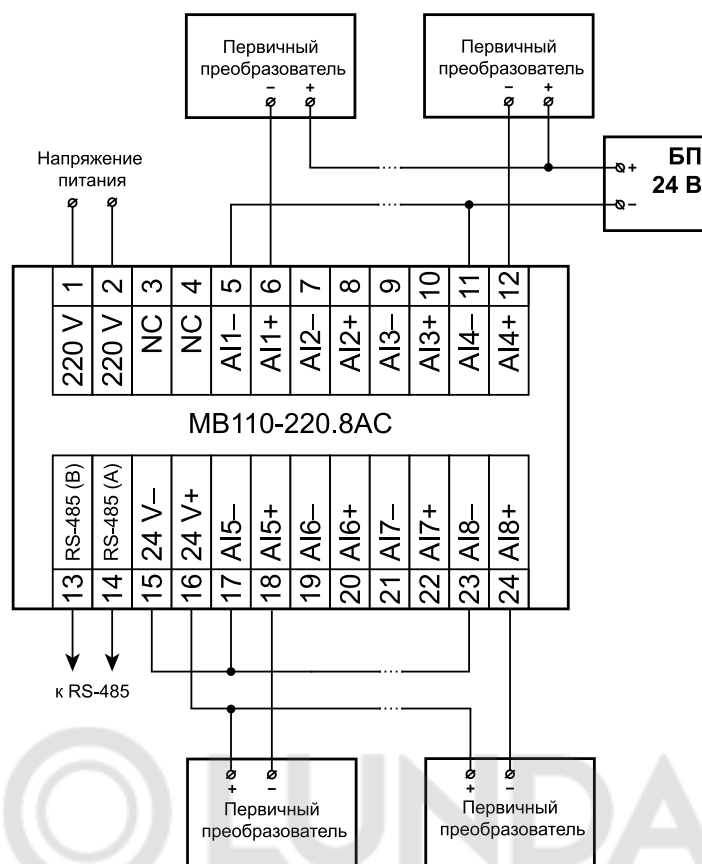 Первичный
преобразователь
– +
Первичный
преобразователь
– +
Напряжение
питания
БП
24 В
+
–
1 2 3 4 5 6 7 8 9 10 11 12
220 V 220 V NC NC AI1– AI1+ AI2– AI2+ AI3– AI3+ AI4– AI4+
МВ110-220.8АС
RS-485 (B) RS-485 (A) 24 V– 24 V+ AI5– AI5+ AI6– AI6+ AI7– AI7+ AI8– AI8+
13 14 15 16 17 18 19 20 21 22 23 24
к RS-485
+ –
Первичный
преобразователь
+ –
Первичный
преобразователь
LUNDA